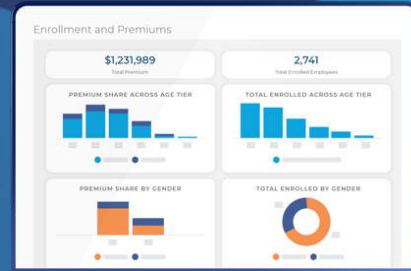 Enrollment and Premiums
$1,231,989
Total Premium
2,741
Total Enrolled Employees
PREMIUM SHARE ACROSS AGE TIER
TOTAL ENROLLED ACROSS AGE TIER
PREMIUM SHARE BY GENDER
TOTAL ENROLLED BY GENDER